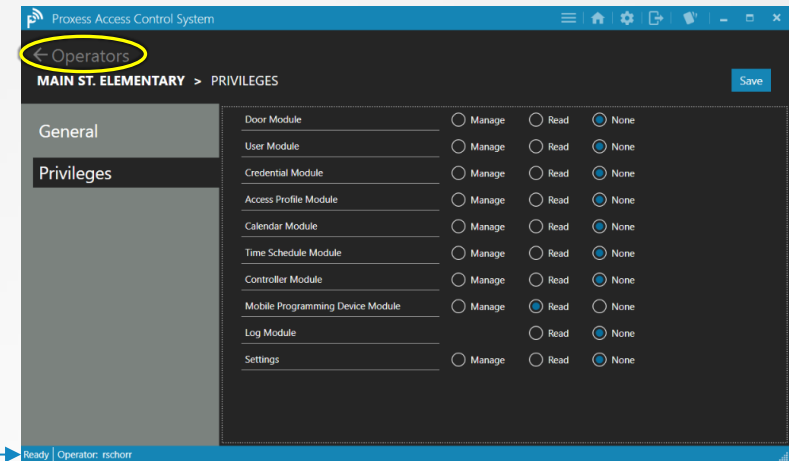 Proxess Access Control System
Operators
MAIN ST. ELEMENTARY > PRIVILEGES
Save
General
Privileges
Door Module Manage Read None
User Module Manage Read None
Credential Module Manage Read None
Access Profile Module Manage Read None
Calendar Module Manage Read None
Time Schedule Module Manage Read None
Controller Module Manage Read None
Mobile Programming Device Module Manage Read None
Log Module Read None
Settings Manage Read None
Ready Operator: rschorr